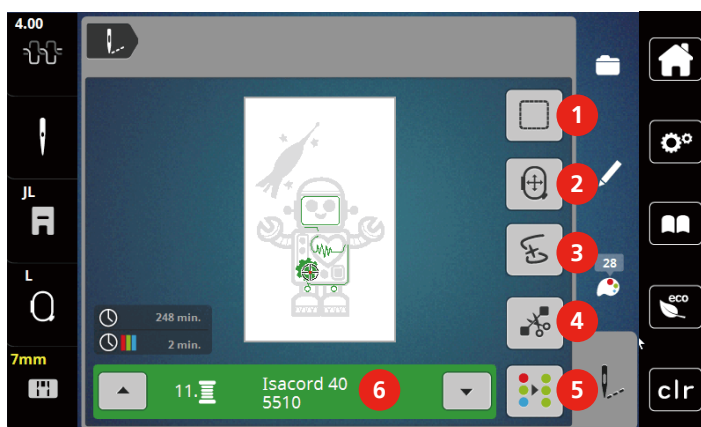 4.00
JL
L
7mm
248 min.
2 min.
11.
Isacord 40
5510
1
2
3
4
5
6
28
eco
clr